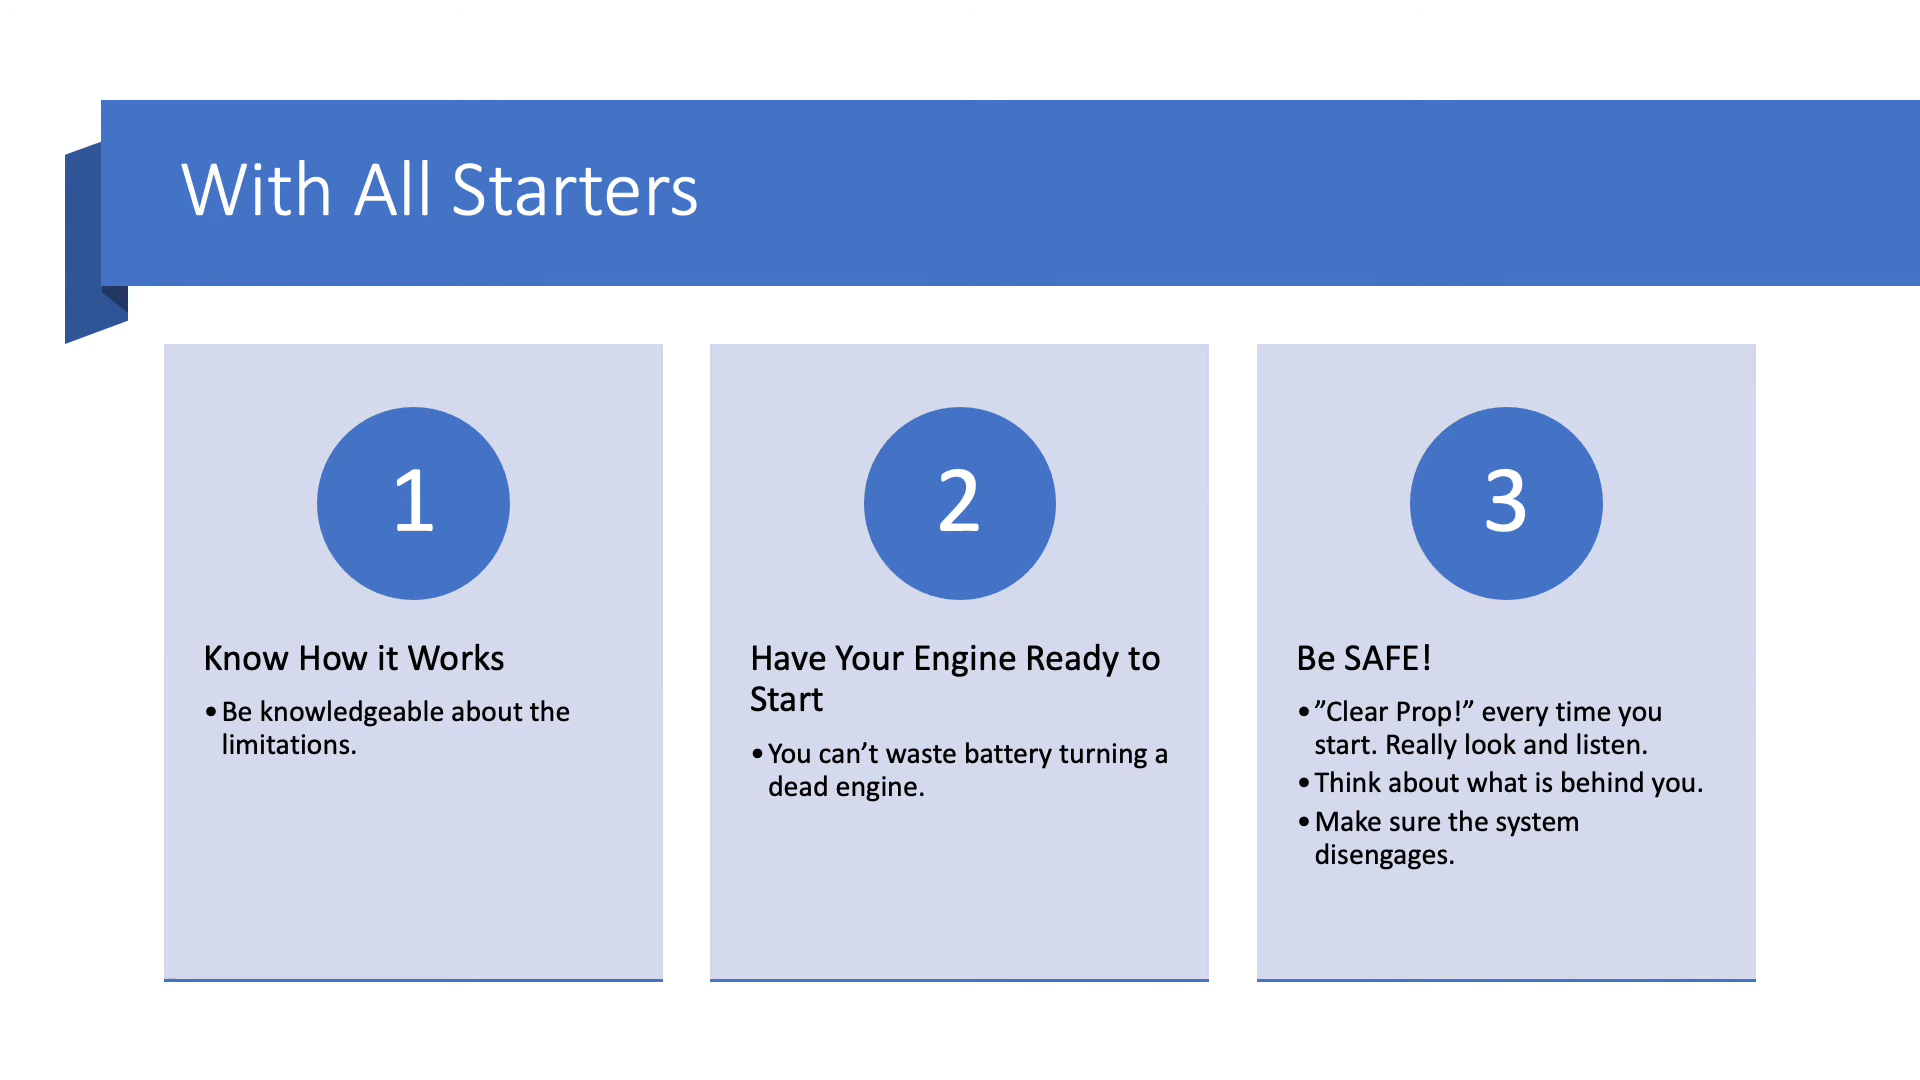 With All Starters
1
Know How it Works
•Be knowledgeable about the
limitations.
2
Have Your Engine Ready to
Start
•You can’t waste battery turning a
dead engine.
3
Be SAFE!
•”Clear Prop!” every time you
start. Really look and listen.
•Think about what is behind you.
•Make sure the system
disengages.